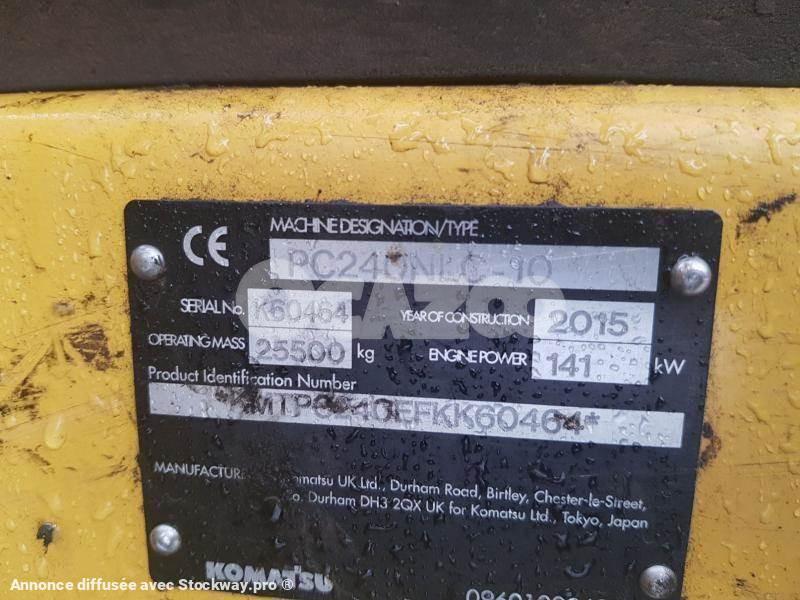 CE
MACHINE DESIGNATION/TYPE
PC240NLC-10
OCAZOO
SERIAL No. K60464 YEAR OF CONSTRUCTION 2015
OPERATING MASS 25500 kg ENGINE POWER 141 kW
Product Identification Number
MTPC240EFKK60464*
Komatsu UK Ltd., Durham Road, Birtley, Chester-le-Street,
Co. Durham DH3 2QX UK for Komatsu Ltd., Tokyo, Japan
KOMATSU
Annonce diffusée avec Stockway.pro ®